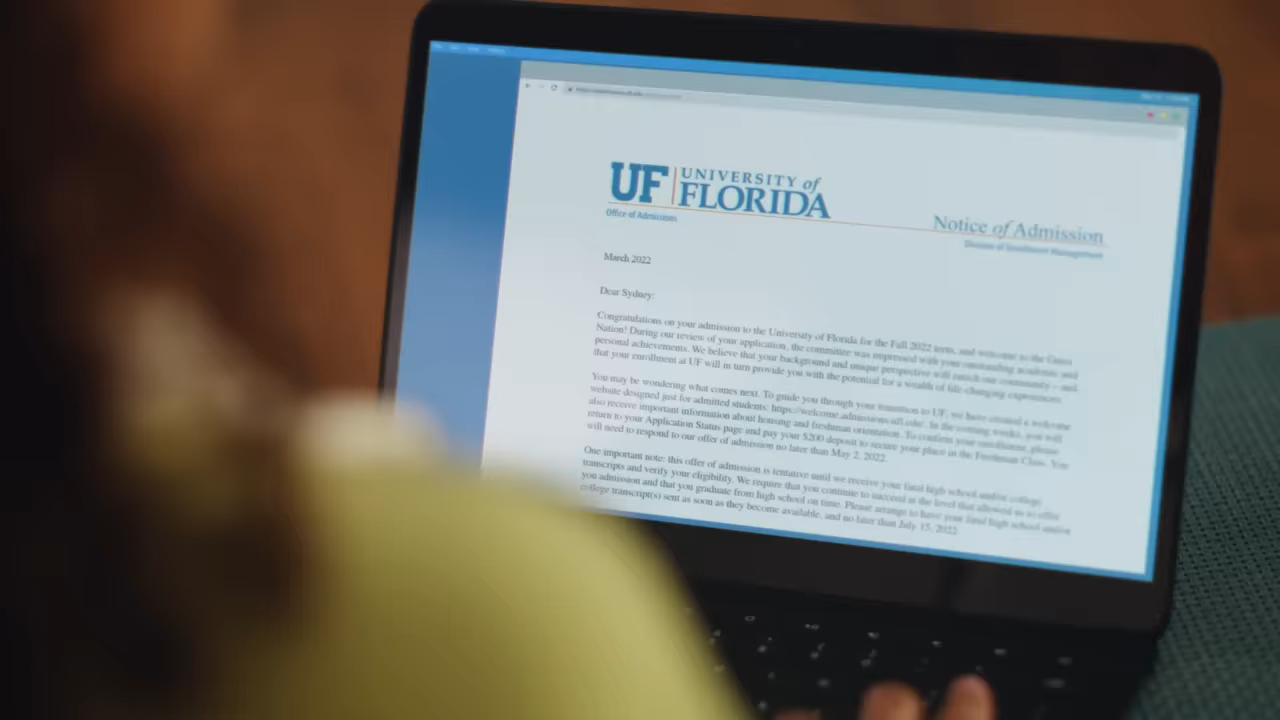 UF UNIVERSITY of FLORIDA
Office of Admissions
Notice of Admission
Division of Enrollment Management
March 2022
Dear Sydney:
Congratulations on your admission to the University of Florida for the Fall 2022 term, and welcome to the Gator
Nation! During our review of your application, the committee was impressed with your outstanding academic and
personal achievements. We believe that your background and unique perspective will enrich our community – and
that your enrollment at UF will in turn provide you with the potential for a wealth of life-changing experiences.
You may be wondering what comes next. To guide you through your transition to UF, we have created a welcome
website designed just for admitted students: https://welcome.admissions.ufl.edu/. In the coming weeks, you will
also receive important information about housing and freshman orientation. To confirm your enrollment, please
return to your Application Status page and pay your $200 deposit to secure your place in the Freshman Class. You
will need to respond to our offer of admission no later than May 2, 2022.
One important note: this offer of admission is tentative until we receive your final high school and/or college
transcripts and verify your eligibility. We require that you continue to succeed at the level that allowed us to offer
you admission and that you graduate from high school on time. Please arrange to have your final high school and/or
college transcript(s) sent as soon as they become available, and no later than July 15, 2022.